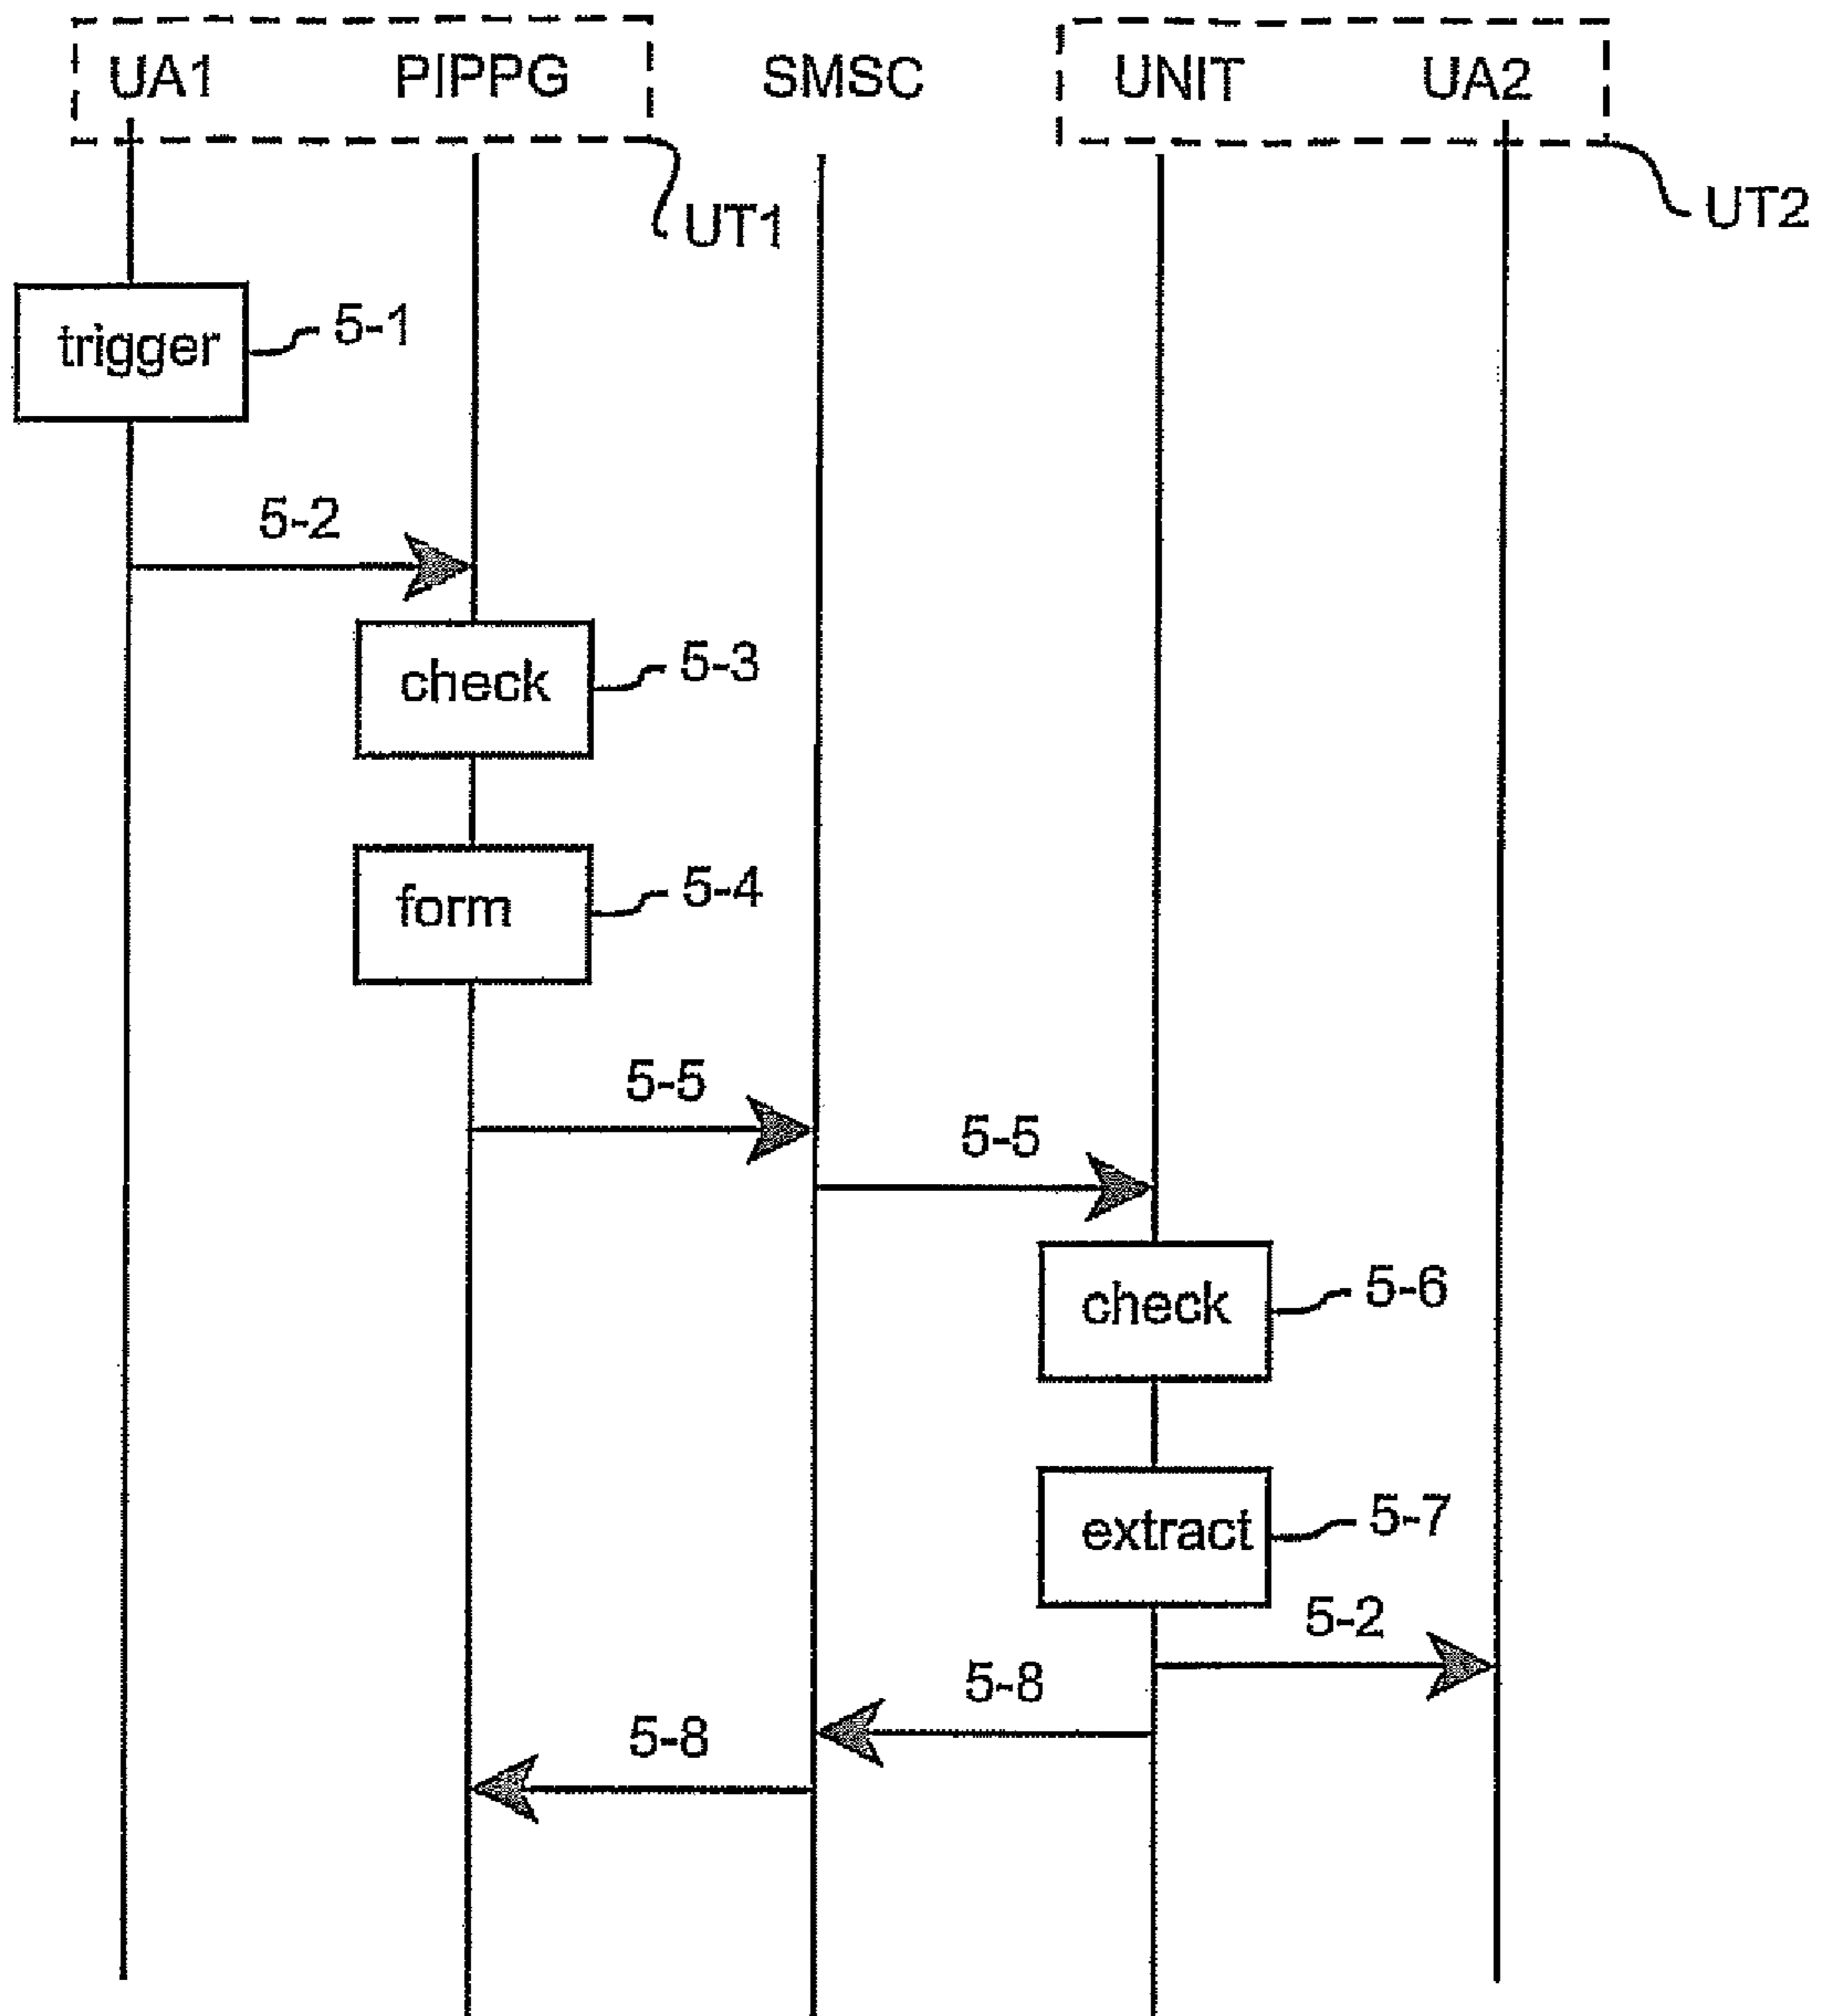 UA1 PIPPG SMSC UNIT UA2
UT1 UT2
trigger 5-1
5-2
check 5-3
form 5-4
5-5
5-5
check 5-6
extract 5-7
5-2
5-8
5-8